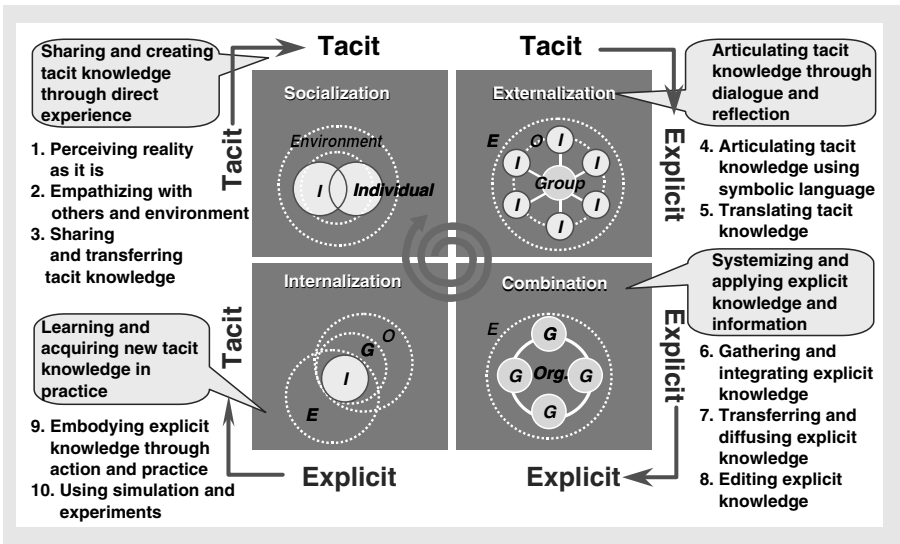 Tacit
Tacit
Sharing and creating
tacit knowledge
through direct
experience
1. Perceiving reality
as it is
2. Empathizing with
others and environment
3. Sharing
and transferring
tacit knowledge
Tacit
Socialization
Environment
I
Individual
Externalization
E
O
I
I
I
Group
I
I
I
Explicit
Articulating tacit
knowledge through
dialogue and
reflection
4. Articulating tacit
knowledge using
symbolic language
5. Translating tacit
knowledge
Learning and
acquiring new tacit
knowledge in
practice
9. Embodying explicit
knowledge through
action and practice
10. Using simulation and
experiments
Tacit
Internalization
O
G
I
E
Combination
E
G
G
Org.
G
G
Explicit
Systemizing and
applying explicit
knowledge and
information
6. Gathering and
integrating explicit
knowledge
7. Transferring and
diffusing explicit
knowledge
8. Editing explicit
knowledge
Explicit
Explicit